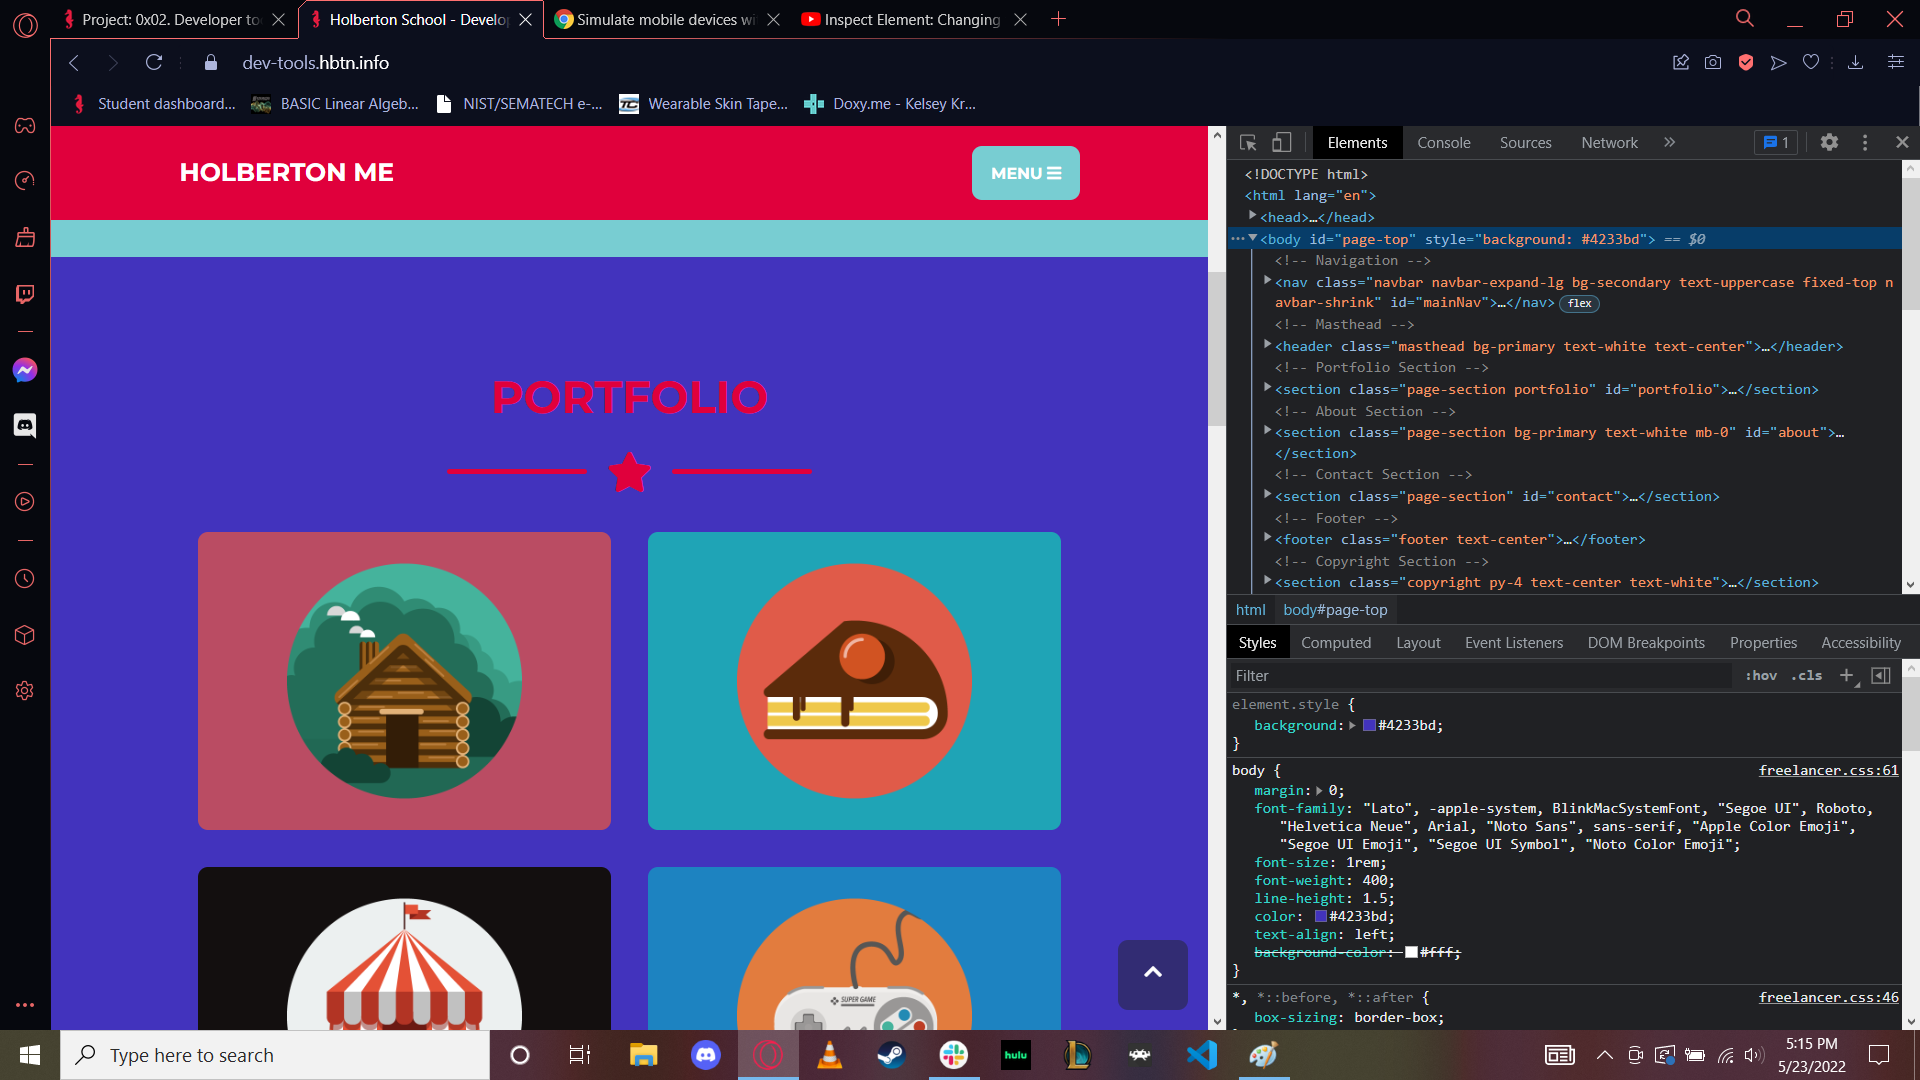 Project: 0x02. Developer to
Holberton School - Develo
Simulate mobile devices wi
Inspect Element: Changing
dev-tools.hbtn.info
Student dashboard...
BASIC Linear Algeb...
NIST/SEMATECH e-...
Wearable Skin Tape...
Doxy.me - Kelsey Kr...
HOLBERTON ME
MENU
PORTFOLIO
SUPER GAME
Elements Console Sources Network » 1
<!DOCTYPE html>
<html lang="en">
<head>…</head>
<body id="page-top" style="background: #4233bd"> == $0
<!-- Navigation -->
<nav class="navbar navbar-expand-lg bg-secondary text-uppercase fixed-top n
avbar-shrink" id="mainNav">…</nav> flex
<!-- Masthead -->
<header class="masthead bg-primary text-white text-center">…</header>
<!-- Portfolio Section -->
<section class="page-section portfolio" id="portfolio">…</section>
<!-- About Section -->
<section class="page-section bg-primary text-white mb-0" id="about">…
</section>
<!-- Contact Section -->
<section class="page-section" id="contact">…</section>
<!-- Footer -->
<footer class="footer text-center">…</footer>
<!-- Copyright Section -->
<section class="copyright py-4 text-center text-white">…</section>
html body#page-top
Styles Computed Layout Event Listeners DOM Breakpoints Properties Accessibility
Filter :hov .cls +
element.style {
background: #4233bd;
}
body { freelancer.css:61
margin: 0;
font-family: "Lato", -apple-system, BlinkMacSystemFont, "Segoe UI", Roboto,
"Helvetica Neue", Arial, "Noto Sans", sans-serif, "Apple Color Emoji",
"Segoe UI Emoji", "Segoe UI Symbol", "Noto Color Emoji";
font-size: 1rem;
font-weight: 400;
line-height: 1.5;
color: #4233bd;
text-align: left;
background-color: #fff;
}
*, *::before, *::after { freelancer.css:46
box-sizing: border-box;
Type here to search
hulu
5:15 PM
5/23/2022